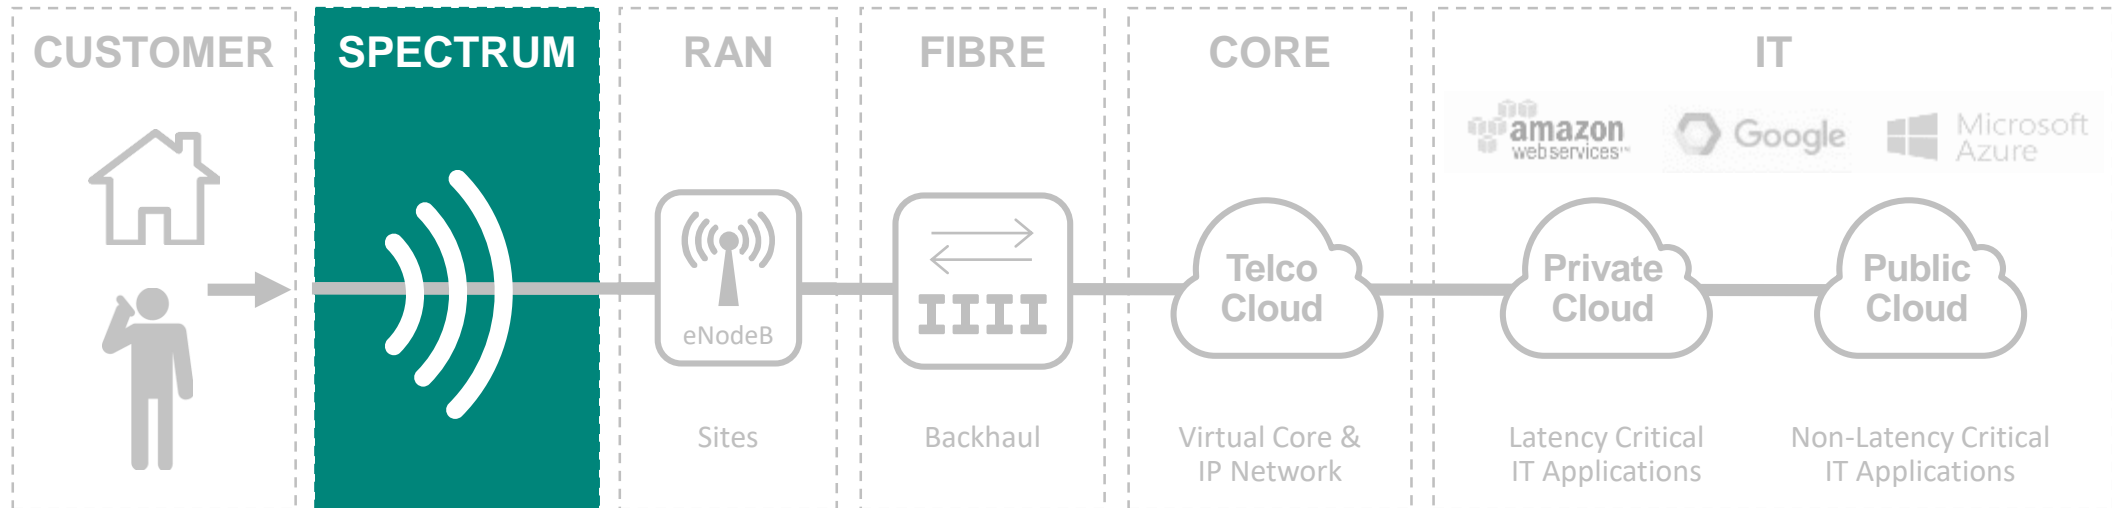 CUSTOMER
SPECTRUM
RAN
FIBRE
CORE
IT
amazon
webservices™
Google
Microsoft
Azure
eNodeB
Telco
Cloud
Private
Cloud
Public
Cloud
Sites
Backhaul
Virtual Core &
IP Network
Latency Critical
IT Applications
Non-Latency Critical
IT Applications